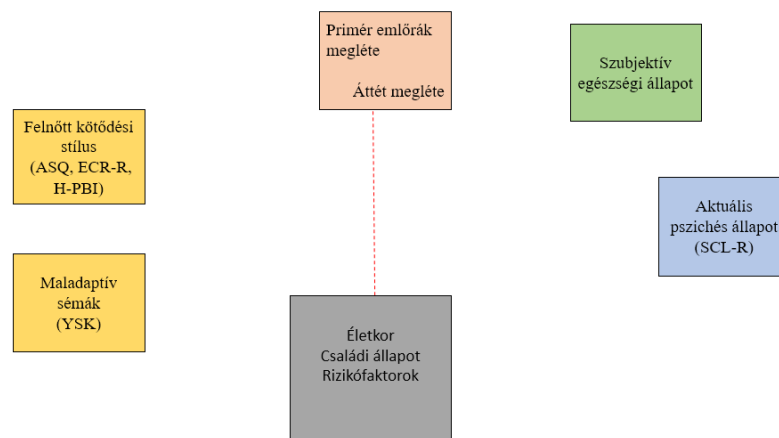 Primér emlőrák
megléte
Áttét megléte
Szubjektív
egészségi állapot
Felnőtt kötődési
stílus
(ASQ, ECR-R,
H-PBI)
Aktuális
pszichés állapot
(SCL-R)
Maladaptív
sémák
(YSK)
Életkor
Családi állapot
Rizikófaktorok